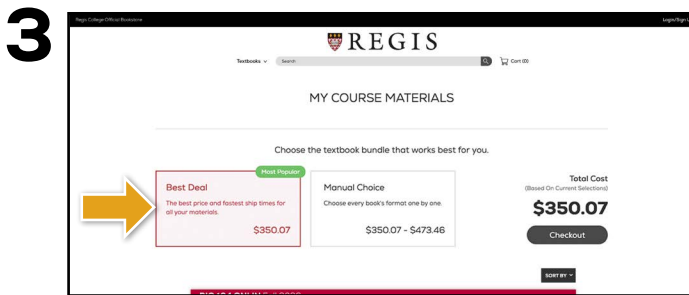 3
Regis College Official Bookstore
Login/Sign U
REGIS
Textbooks
Search
Cart (0)
MY COURSE MATERIALS
Choose the textbook bundle that works best for you.
Most Popular
Best Deal
The best price and fastest ship times for
all your materials.
$350.07
Manual Choice
Choose every book's format one by one.
$350.07 - $473.46
Total Cost
(Based On Current Selections)
$350.07
Checkout
SORT BY